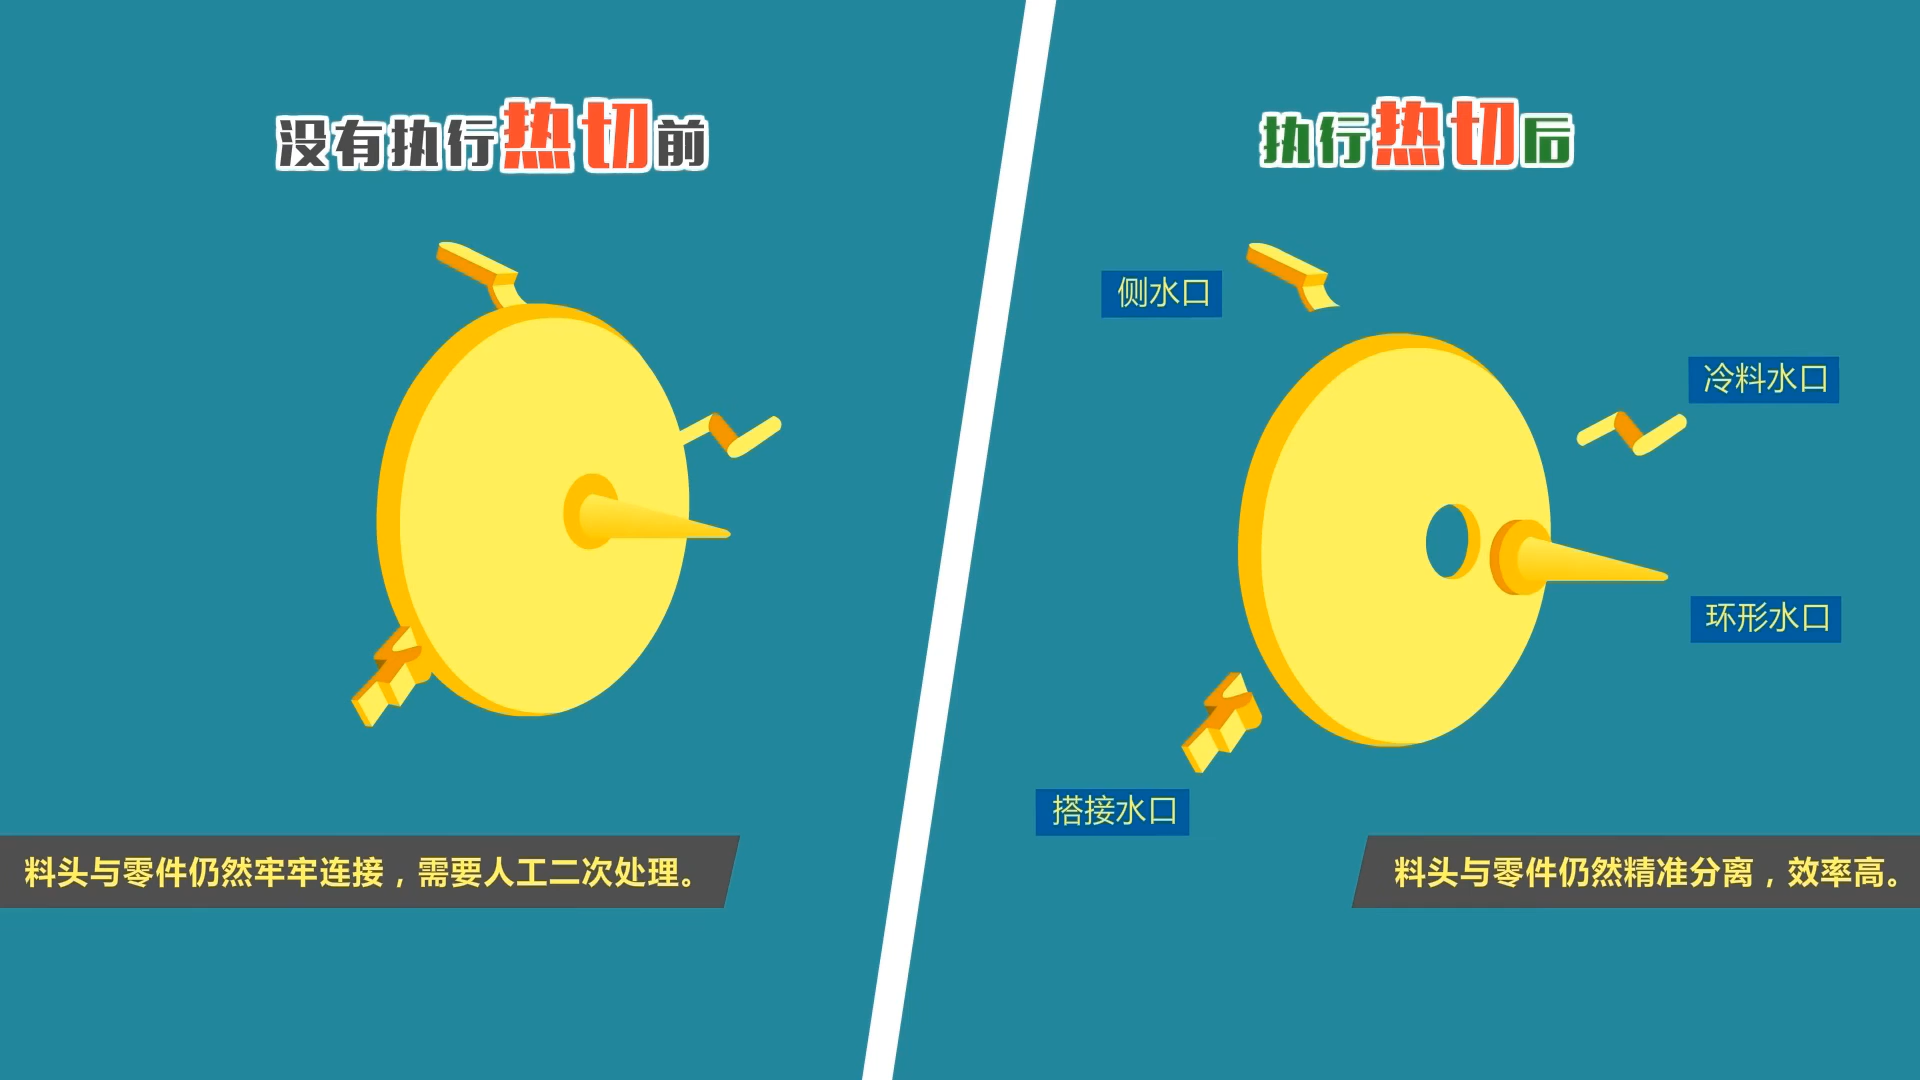 没有执行热切前
料头与零件仍然牢牢连接，需要人工二次处理。
执行热切后
侧水口
冷料水口
环形水口
搭接水口
料头与零件仍然精准分离，效率高。